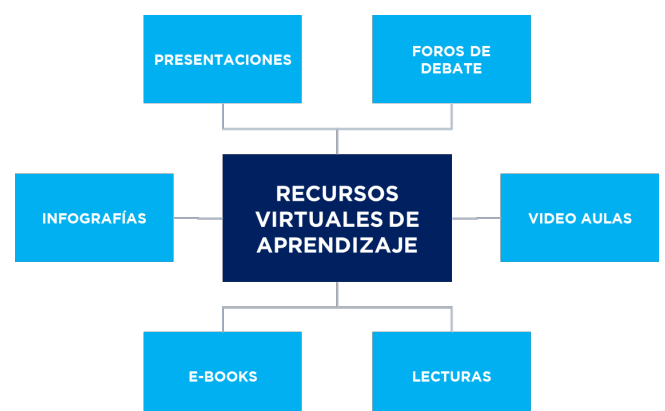 PRESENTACIONES
FOROS DE
DEBATE
INFOGRAFÍAS
RECURSOS
VIRTUALES DE
APRENDIZAJE
VIDEO AULAS
E-BOOKS
LECTURAS